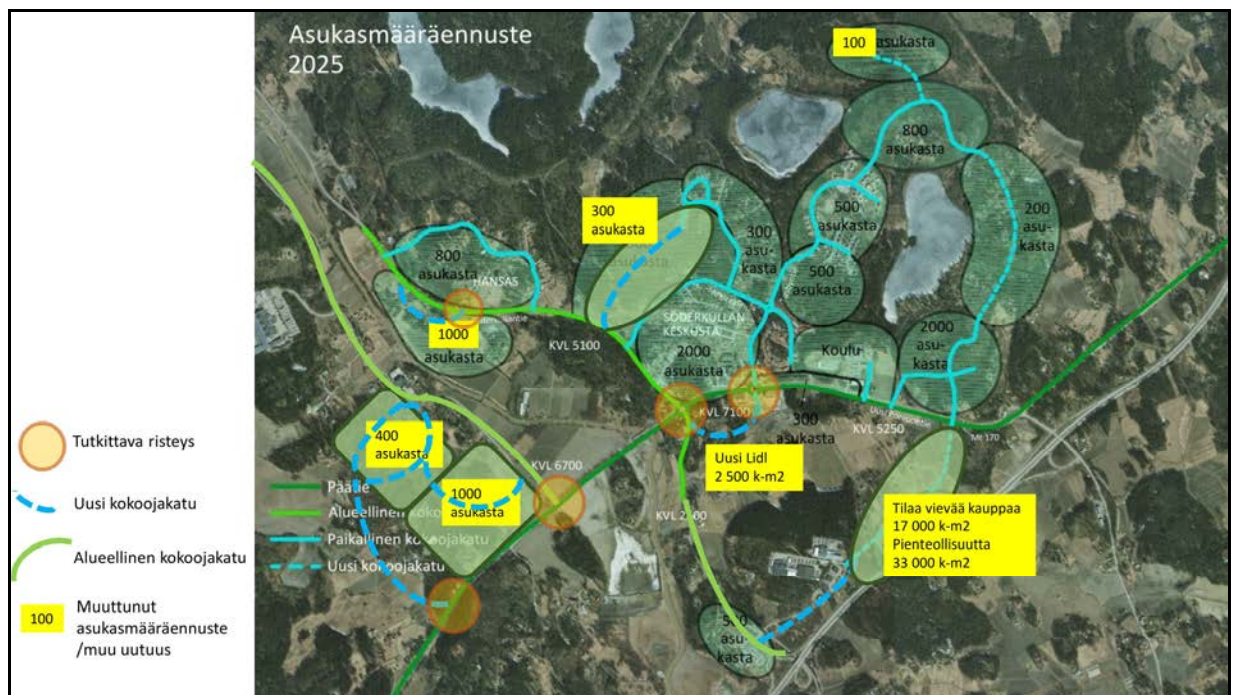 Asukasmääräennuste
2025
100
asukasta
800
asukasta
500
asukasta
500
asukasta
200
asu-
kasta
300
asukasta
asukasta
300
asu-
kasta
800
asukasta
HANSAS
1000
asukasta
KVL 5100
SÖDERKULLAN
KESKUSTA
2000
asukasta
Koulu
2000
asu-
kasta
KVL 7100
300
asukasta
KVL 5250
Mt 170
400
asukasta
1000
asukasta
KVL 6700
Uusi Lidl
2 500 k-m2
Tilaa vievää kauppaa
17 000 k-m2
Pienteollisuutta
33 000 k-m2
asu-
kasta
Päätie
Alueellinen
Paikallinen kokoojakatu
Uusi kokoojakatu
Tutkittava risteys
Uusi kokoojakatu
Alueellinen kokoojakatu
100
Muuttunut
asukasmääräennuste
/muu uutuus